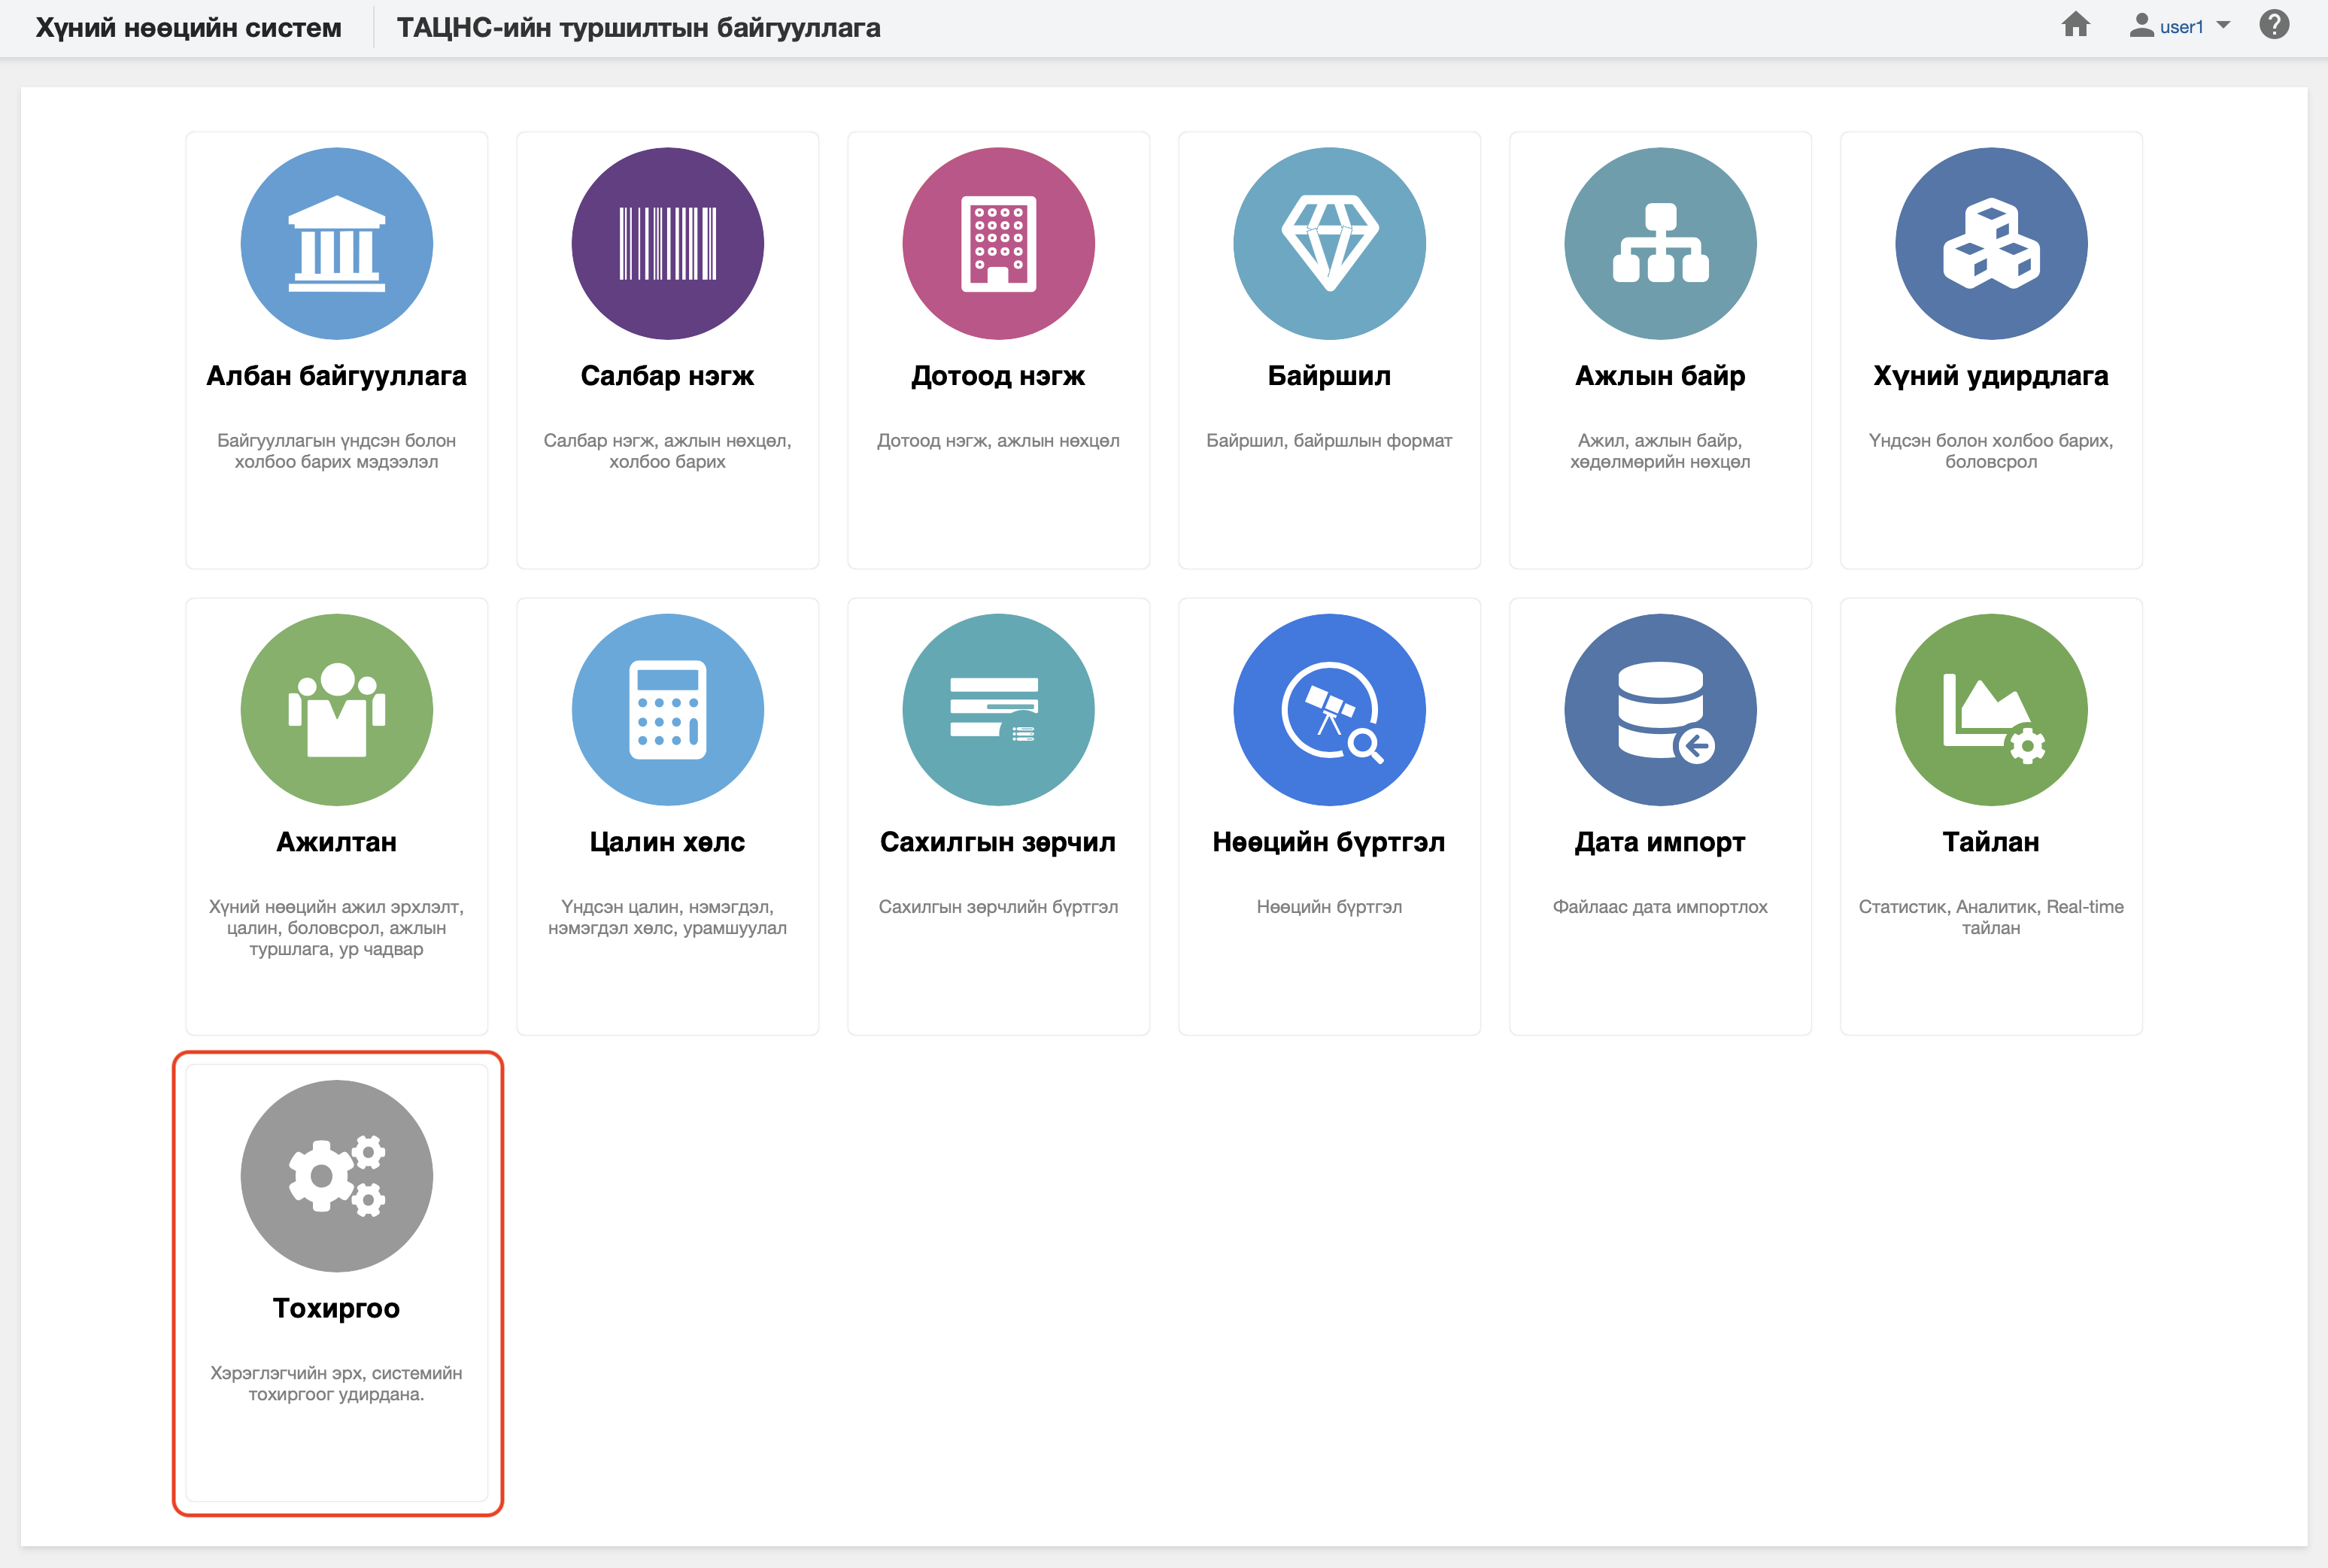 Хүний нөөцийн систем
ТАЦНС-ийн туршилтын байгууллага
user1
Албан байгууллага
Байгууллагын үндсэн болон
холбоо барих мэдээлэл
Салбар нэгж
Салбар нэгж, ажлын нөхцөл,
холбоо барих
Дотоод нэгж
Дотоод нэгж, ажлын нөхцөл
Байршил
Байршил, байршлын формат
Ажлын байр
Ажил, ажлын байр,
хөдөлмөрийн нөхцөл
Хүний удирдлага
Үндсэн болон холбоо барих,
боловсрол
Ажилтан
Хүний нөөцийн ажил эрхлэлт,
цалин, боловсрол, ажлын
туршлага, ур чадвар
Цалин хөлс
Үндсэн цалин, нэмэгдэл,
нэмэгдэл хөлс, урамшуулал
Сахилгын зөрчил
Сахилгын зөрчлийн бүртгэл
Нөөцийн бүртгэл
Нөөцийн бүртгэл
Дата импорт
Файлаас дата импортлох
Тайлан
Статистик, Аналитик, Real-time
тайлан
Тохиргоо
Хэрэглэгчийн эрх, системийн
тохиргоог удирдана.